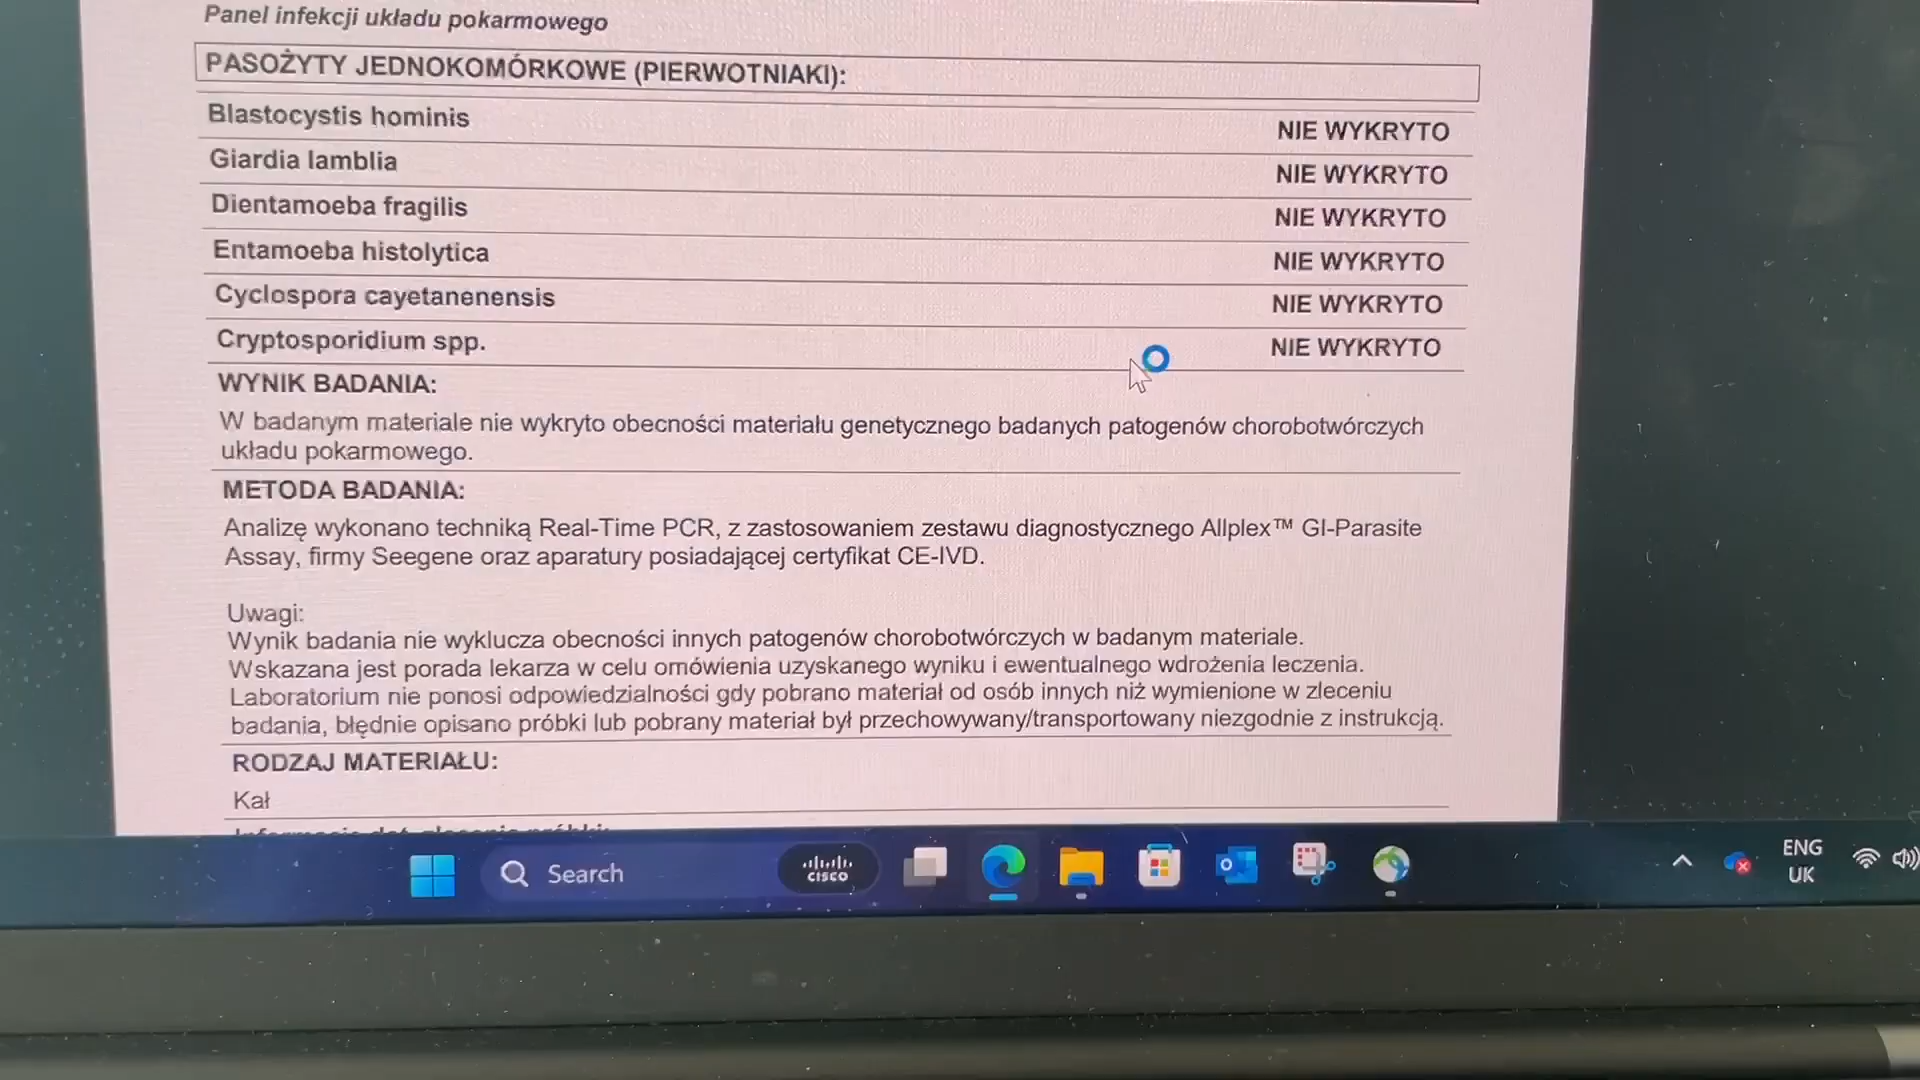 Panel infekcji układu pokarmowego
PASOŻYTY JEDNOKOMÓRKOWE (PIERWOTNIAKI):
Blastocystis hominis NIE WYKRYTO
Giardia lamblia NIE WYKRYTO
Dientamoeba fragilis NIE WYKRYTO
Entamoeba histolytica NIE WYKRYTO
Cyclospora cayetanenensis NIE WYKRYTO
Cryptosporidium spp. NIE WYKRYTO
WYNIK BADANIA:
W badanym materiale nie wykryto obecności materiału genetycznego badanych patogenów chorobotwórczych
układu pokarmowego.
METODA BADANIA:
Analizę wykonano techniką Real-Time PCR, z zastosowaniem zestawu diagnostycznego Allplex™ GI-Parasite
Assay, firmy Seegene oraz aparatury posiadającej certyfikat CE-IVD.
Uwagi:
Wynik badania nie wyklucza obecności innych patogenów chorobotwórczych w badanym materiale.
Wskazana jest porada lekarza w celu omówienia uzyskanego wyniku i ewentualnego wdrożenia leczenia.
Laboratorium nie ponosi odpowiedzialności gdy pobrano materiał od osób innych niż wymienione w zleceniu
badania, błędnie opisano próbki lub pobrany materiał był przechowywany/transportowany niezgodnie z instrukcją.
RODZAJ MATERIAŁU:
Kał
Search
CISCO
ENG
UK